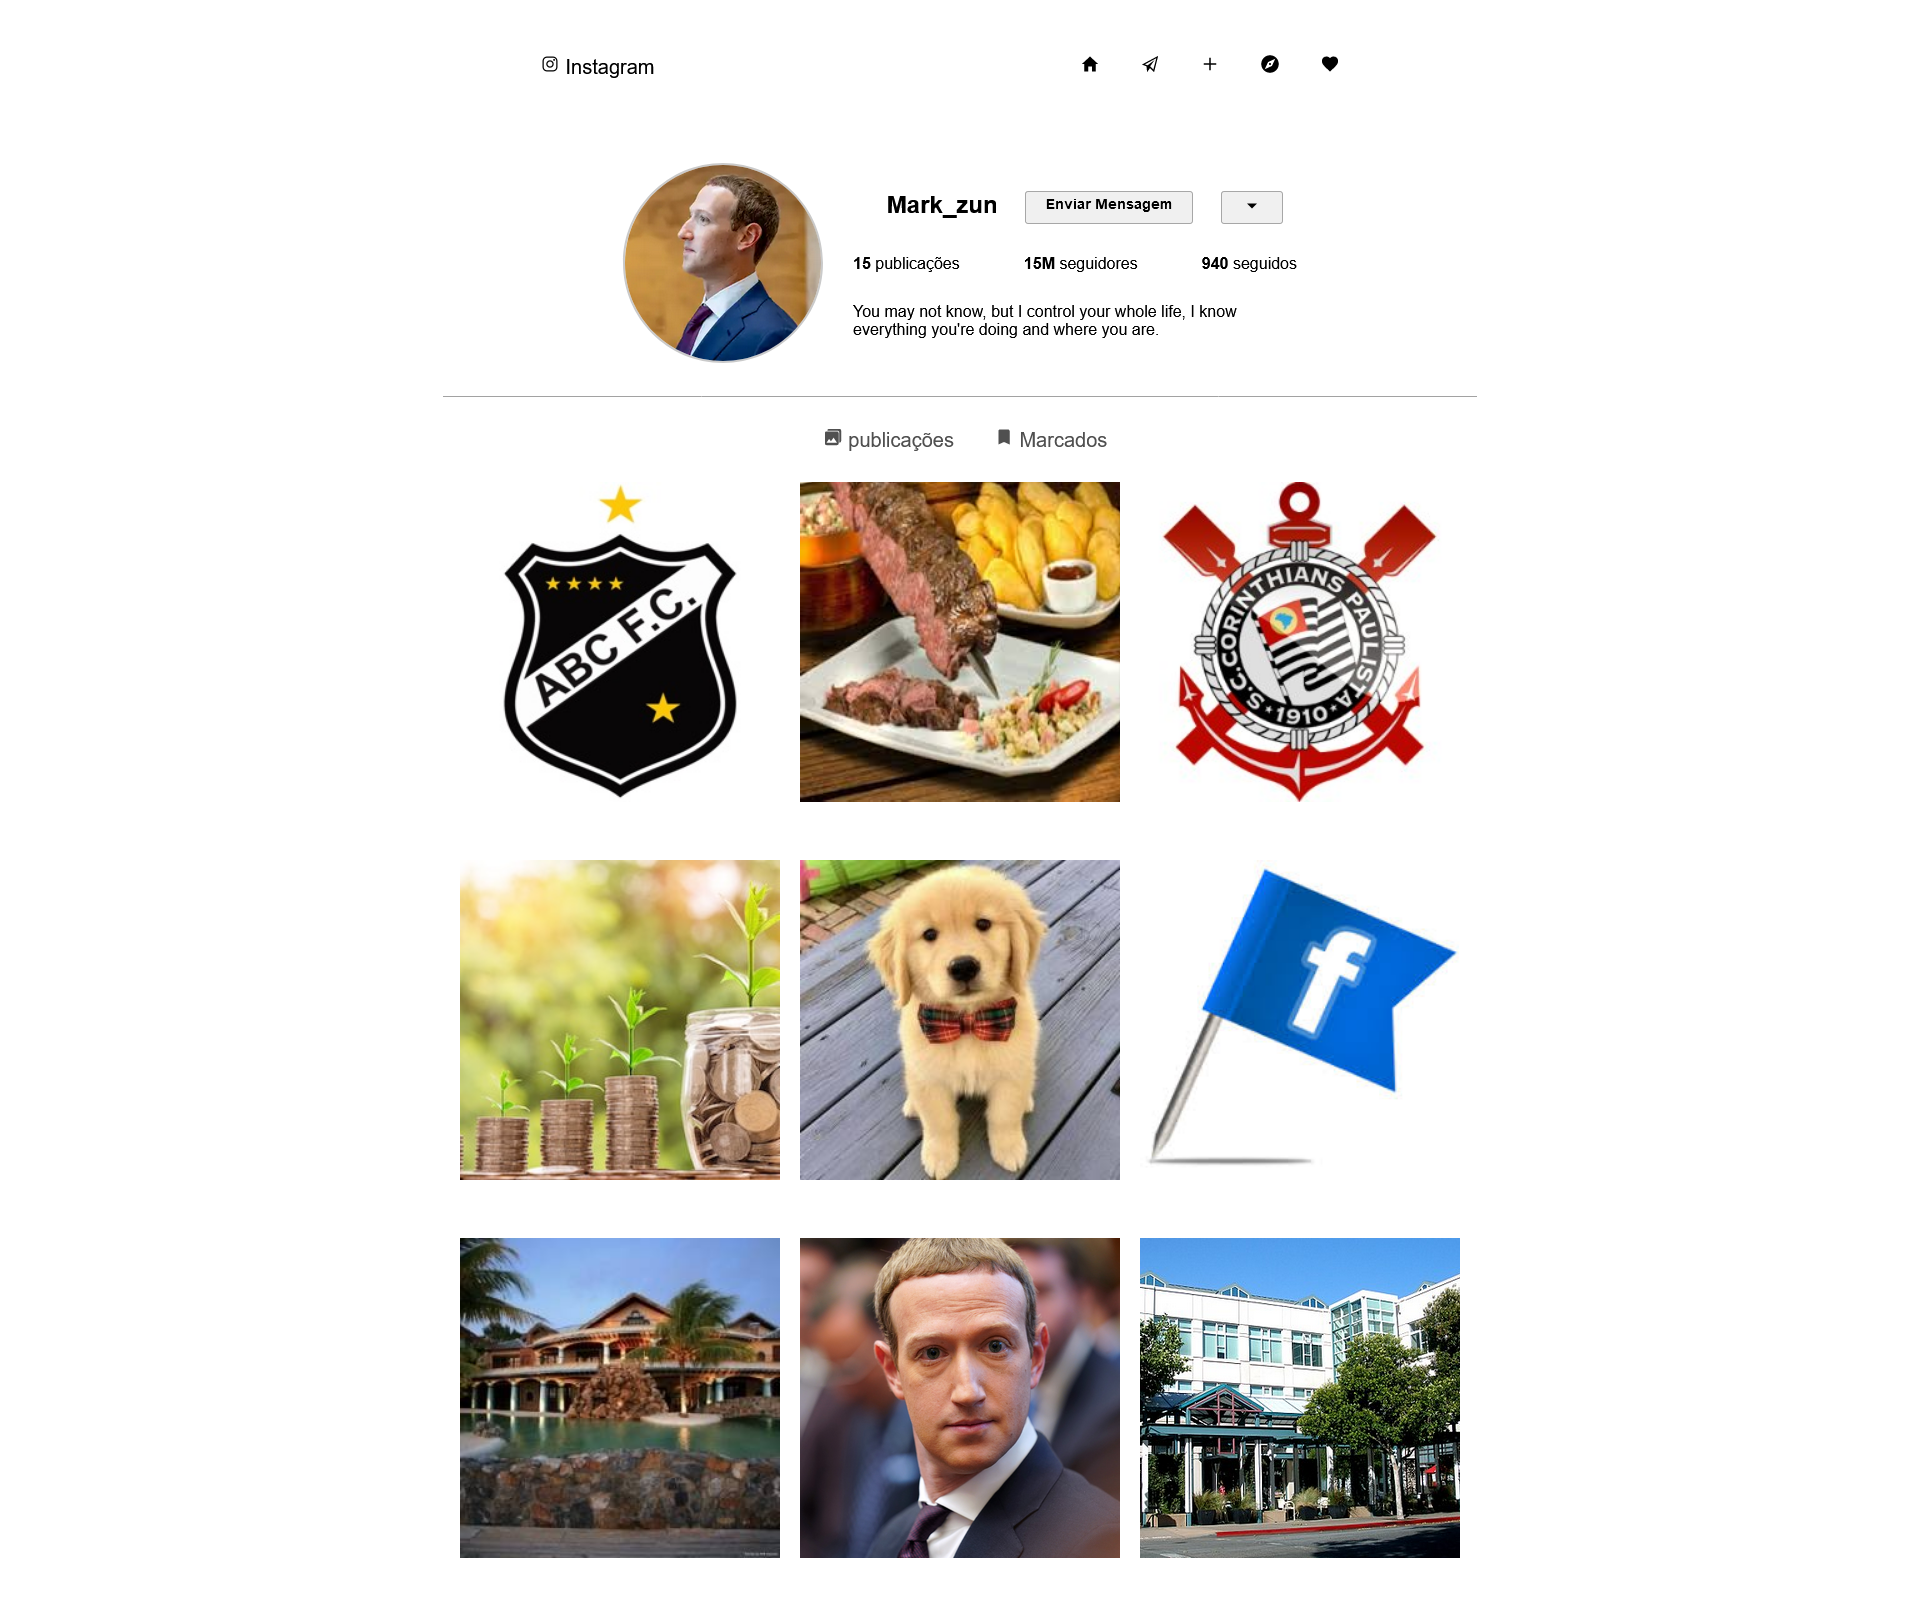 Instagram
Mark_zun
Enviar Mensagem
15 publicações
15M seguidores
940 seguidos
You may not know, but I control your whole life, I know
everything you're doing and where you are.
publicações
Marcados
ABC F.C.
S.C. CORINTHIANS PAULISTA
1910
f